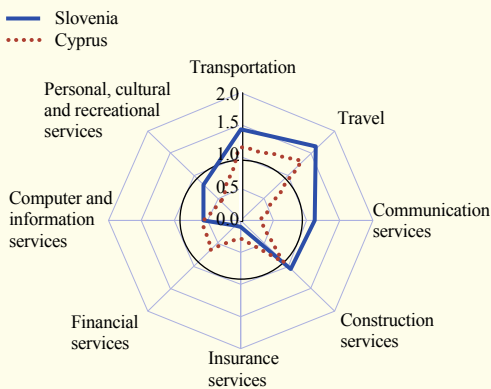 Slovenia
Cyprus
Transportation
Personal, cultural
and recreational
services
2.0
1.5
1.0
0.5
0.0
Travel
Computer and
information
services
Communication
services
Financial
services
Construction
services
Insurance
services